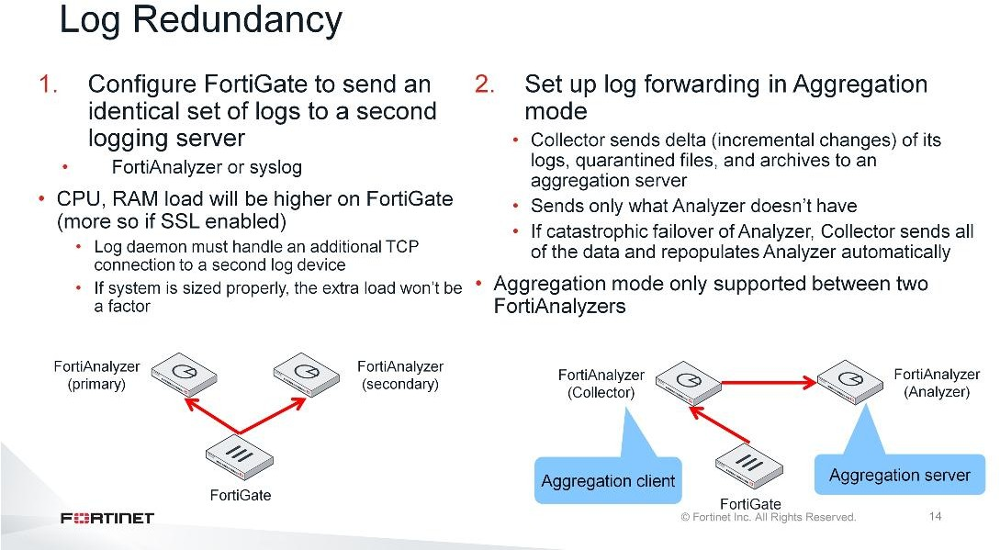 Log Redundancy
1. Configure FortiGate to send an
identical set of logs to a second
logging server
• FortiAnalyzer or syslog
• CPU, RAM load will be higher on FortiGate
(more so if SSL enabled)
• Log daemon must handle an additional TCP
connection to a second log device
• If system is sized properly, the extra load won't be
a factor
2. Set up log forwarding in Aggregation
mode
• Collector sends delta (incremental changes) of its
logs, quarantined files, and archives to an
aggregation server
• Sends only what Analyzer doesn't have
• If catastrophic failover of Analyzer, Collector sends all
of the data and repopulates Analyzer automatically
• Aggregation mode only supported between two
FortiAnalyzers
FortiAnalyzer
(primary)
FortiAnalyzer
(secondary)
FortiGate
FortiAnalyzer
(Collector)
FortiAnalyzer
(Analyzer)
Aggregation client
Aggregation server
FortiGate
FORTINET
© Fortinet Inc. All Rights Reserved.
14